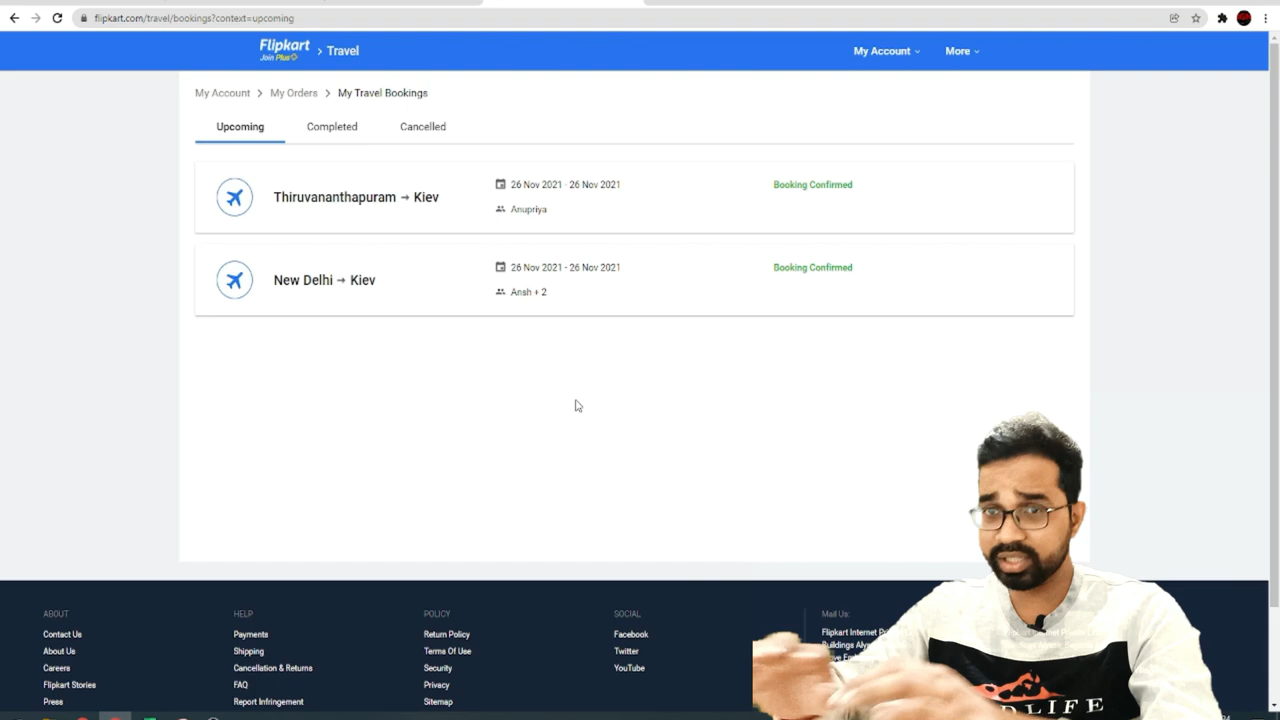 flipkart.com/travel/bookings?context=upcoming
Flipkart
Join Plus
Travel
My Account
More
My Account > My Orders > My Travel Bookings
Upcoming
Completed
Cancelled
Thiruvananthapuram → Kiev
26 Nov 2021 - 26 Nov 2021
Booking Confirmed
Anupriya
New Delhi → Kiev
26 Nov 2021 - 26 Nov 2021
Booking Confirmed
Ansh + 2
ABOUT
Contact Us
About Us
Careers
Flipkart Stories
Press
HELP
Payments
Shipping
Cancellation & Returns
FAQ
Report Infringement
POLICY
Return Policy
Terms Of Use
Security
Privacy
Sitemap
SOCIAL
Facebook
Twitter
YouTube
Mail Us:
Flipkart Internet
Buildings